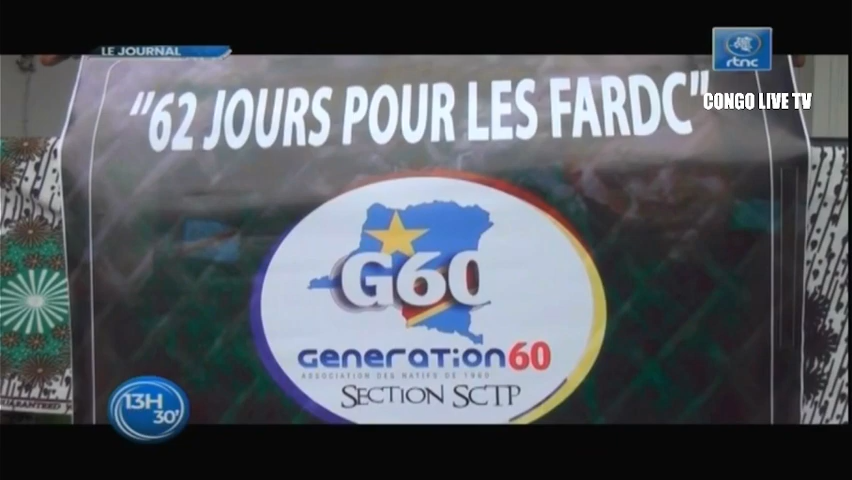 LE JOURNAL
rtnc
CONGO LIVE TV
"62 JOURS POUR LES FARDC"
G60
GeneraTion60
ASSOCIATION DES NATIFS DE 1960
SECTION SCTP
GUARANTEED
13H
30'